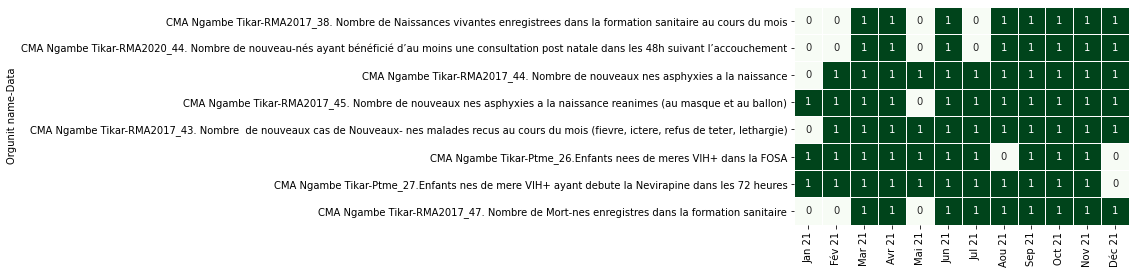 CMA Ngambe Tikar-RMA2017_38. Nombre de Naissances vivantes enregistrees dans la formation sanitaire au cours du mois 0 0 1 1 0 1 0 1 1 1 1 1
CMA Ngambe Tikar-RMA2020_44. Nombre de nouveau-nés ayant bénéficié d’au moins une consultation post natale dans les 48h suivant l’accouchement 0 0 1 1 0 1 0 1 1 1 1 1
CMA Ngambe Tikar-RMA2017_44. Nombre de nouveaux nes asphyxies a la naissance 0 1 1 1 1 1 1 1 1 1 1 1
CMA Ngambe Tikar-RMA2017_45. Nombre de nouveaux nes asphyxies a la naissance reanimes (au masque et au ballon) 1 1 1 1 0 1 1 1 1 1 1 1
CMA Ngambe Tikar-RMA2017_43. Nombre  de nouveaux cas de Nouveaux- nes malades recus au cours du mois (fievre, ictere, refus de teter, lethargie) 0 1 1 1 1 1 1 1 1 1 1 1
CMA Ngambe Tikar-Ptme_26.Enfants nees de meres VIH+ dans la FOSA 1 1 1 1 1 1 1 0 1 1 1 0
CMA Ngambe Tikar-Ptme_27.Enfants nes de mere VIH+ ayant debute la Nevirapine dans les 72 heures 1 1 1 1 1 1 1 1 1 1 1 0
CMA Ngambe Tikar-RMA2017_47. Nombre de Mort-nes enregistres dans la formation sanitaire 0 0 1 1 0 1 1 1 1 1 1 1
Orgunit name-Data
Jan 21
Fév 21
Mar 21
Avr 21
Mai 21
Jun 21
Jul 21
Aou 21
Sep 21
Oct 21
Nov 21
Déc 21